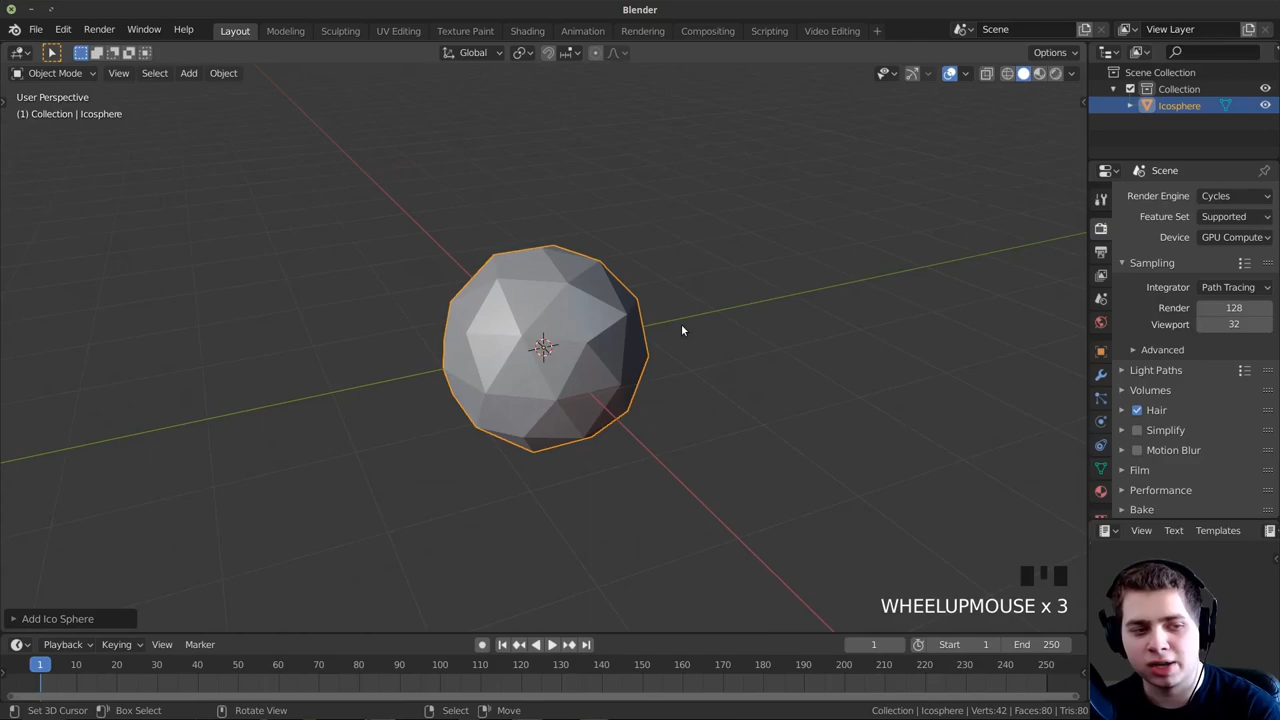 Blender
File Edit Render Window Help
Layout Modeling Sculpting UV Editing Texture Paint Shading Animation Rendering Compositing Scripting Video Editing +
Scene
View Layer
Global
Options
Object Mode View Select Add Object
User Perspective
(1) Collection | Icosphere
Scene Collection
Collection
Icosphere
Scene
Render Engine Cycles
Feature Set Supported
Device GPU Compute
Sampling
Integrator Path Tracing
Render 128
Viewport 32
Advanced
Light Paths
Volumes
Hair
Simplify
Motion Blur
Film
Performance
Bake
View Text Templates
WHEELUPMOUSE x 3
Add Ico Sphere
Playback Keying View Marker
1
Start 1
End 250
1 10 20 30 40 50 60 70 80 90 100 110 120 130 140 150 160 170 180 190 200 210 220 230 240 250
Set 3D Cursor Box Select Rotate View Select Move
Collection | Icosphere | Verts:42 | Faces:80 | Tris:80